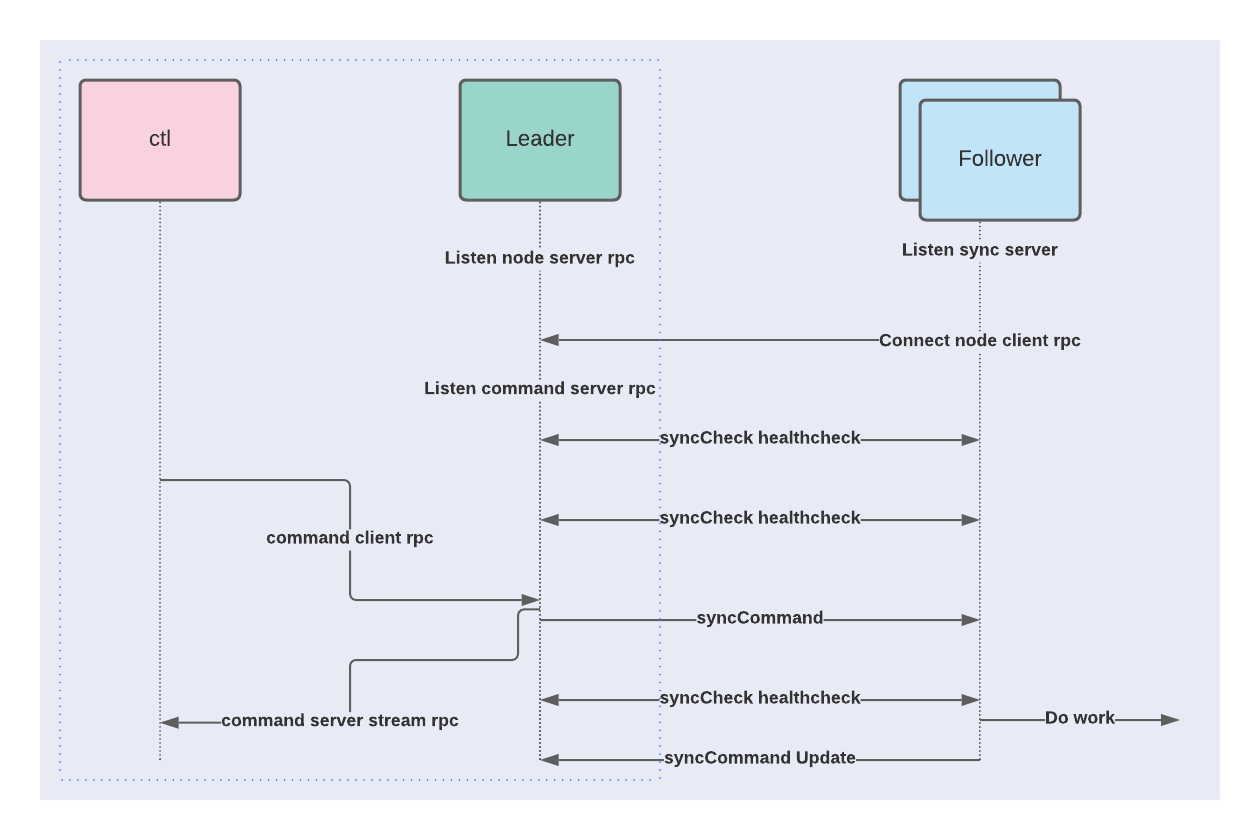 ctl
Leader
Follower
Listen sync server
Listen node server rpc
Connect node client rpc
Listen command server rpc
syncCheck healthcheck
syncCheck healthcheck
command client rpc
syncCommand
syncCheck healthcheck
Do work
command server stream rpc
syncCommand Update